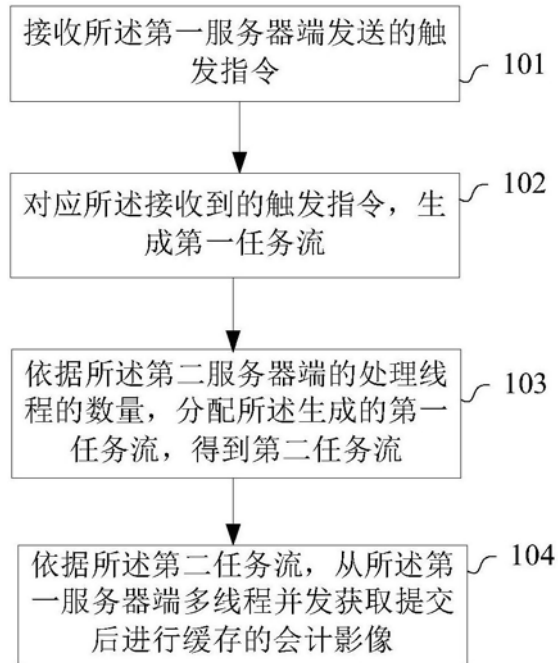 接收所述第一服务器端发送的触
发指令
101
对应所述接收到的触发指令，生
成第一任务流
102
依据所述第二服务器端的处理线
程的数量，分配所述生成的第一
任务流，得到第二任务流
103
依据所述第二任务流，从所述第
一服务器端多线程并发获取提交
后进行缓存的会计影像
104